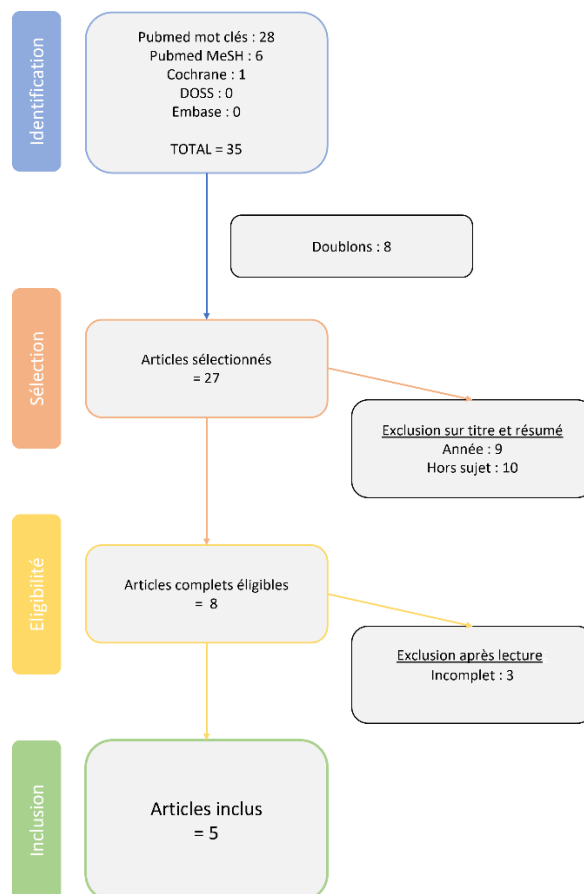 Identification
Pubmed mot clés : 28
Pubmed MeSH : 6
Cochrane : 1
DOSS : 0
Embase : 0
TOTAL = 35
Doublons : 8
Sélection
Articles sélectionnés
= 27
Exclusion sur titre et résumé
Année : 9
Hors sujet : 10
Eligibilité
Articles complets éligibles
= 8
Exclusion après lecture
Incomplet : 3
Inclusion
Articles inclus
= 5